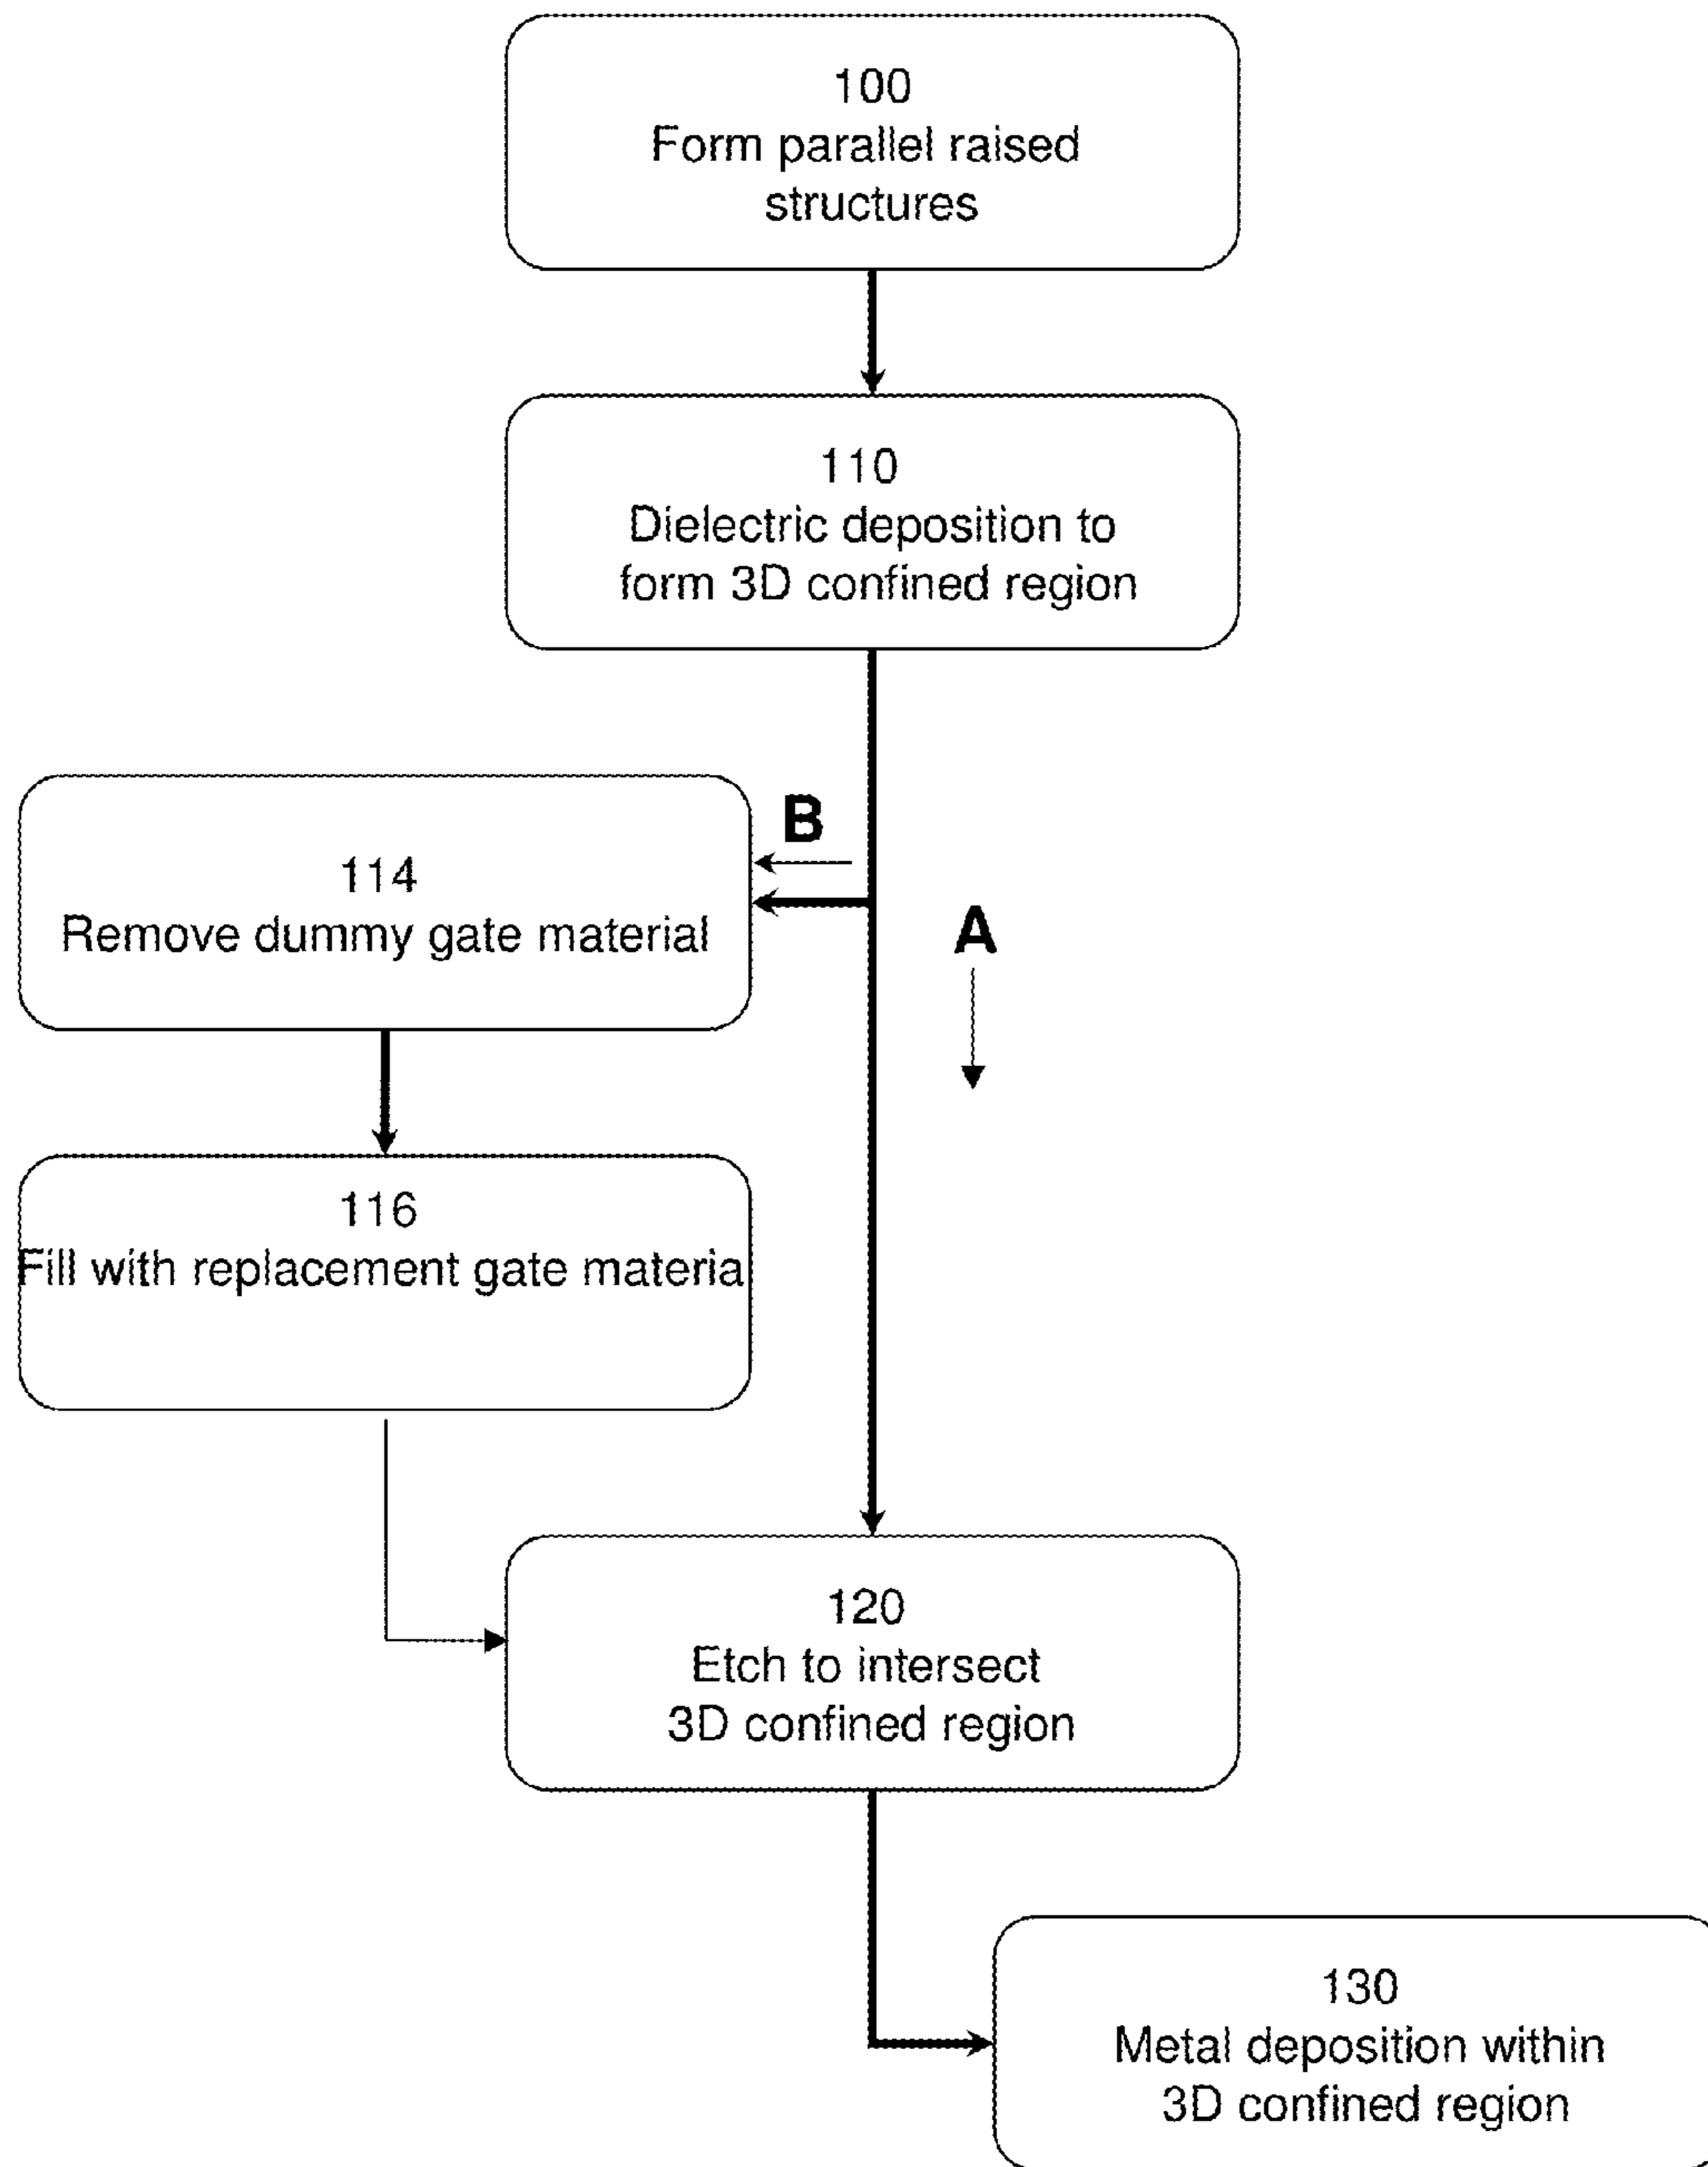 100
Form parallel raised
structures
110
Dielectric deposition to
form 3D confined region
B
114
Remove dummy gate material
A
116
Fill with replacement gate materia
120
Etch to intersect
3D confined region
130
Metal deposition within
3D confined region